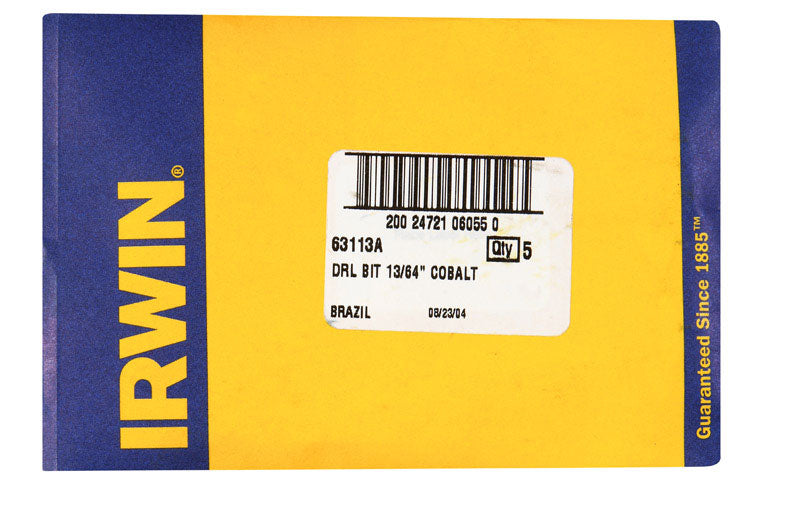 IRWIN®
200 24721 06055 0
63113A Qty 5
DRL BIT 13/64" COBALT
BRAZIL 08/23/04
Guaranteed Since 1885™